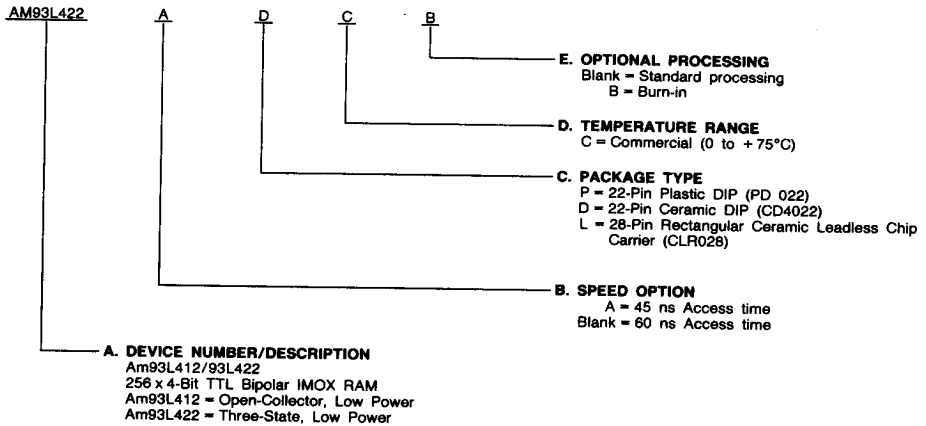 AM93L422 A D C B
E. OPTIONAL PROCESSING
Blank = Standard processing
B = Burn-in
D. TEMPERATURE RANGE
C = Commercial (0 to +75°C)
C. PACKAGE TYPE
P = 22-Pin Plastic DIP (PD 022)
D = 22-Pin Ceramic DIP (CD4022)
L = 28-Pin Rectangular Ceramic Leadless Chip
Carrier (CLR028)
B. SPEED OPTION
A = 45 ns Access time
Blank = 60 ns Access time
A. DEVICE NUMBER/DESCRIPTION
Am93L412/93L422
256 x 4-Bit TTL Bipolar IMOX RAM
Am93L412 = Open-Collector, Low Power
Am93L422 = Three-State, Low Power